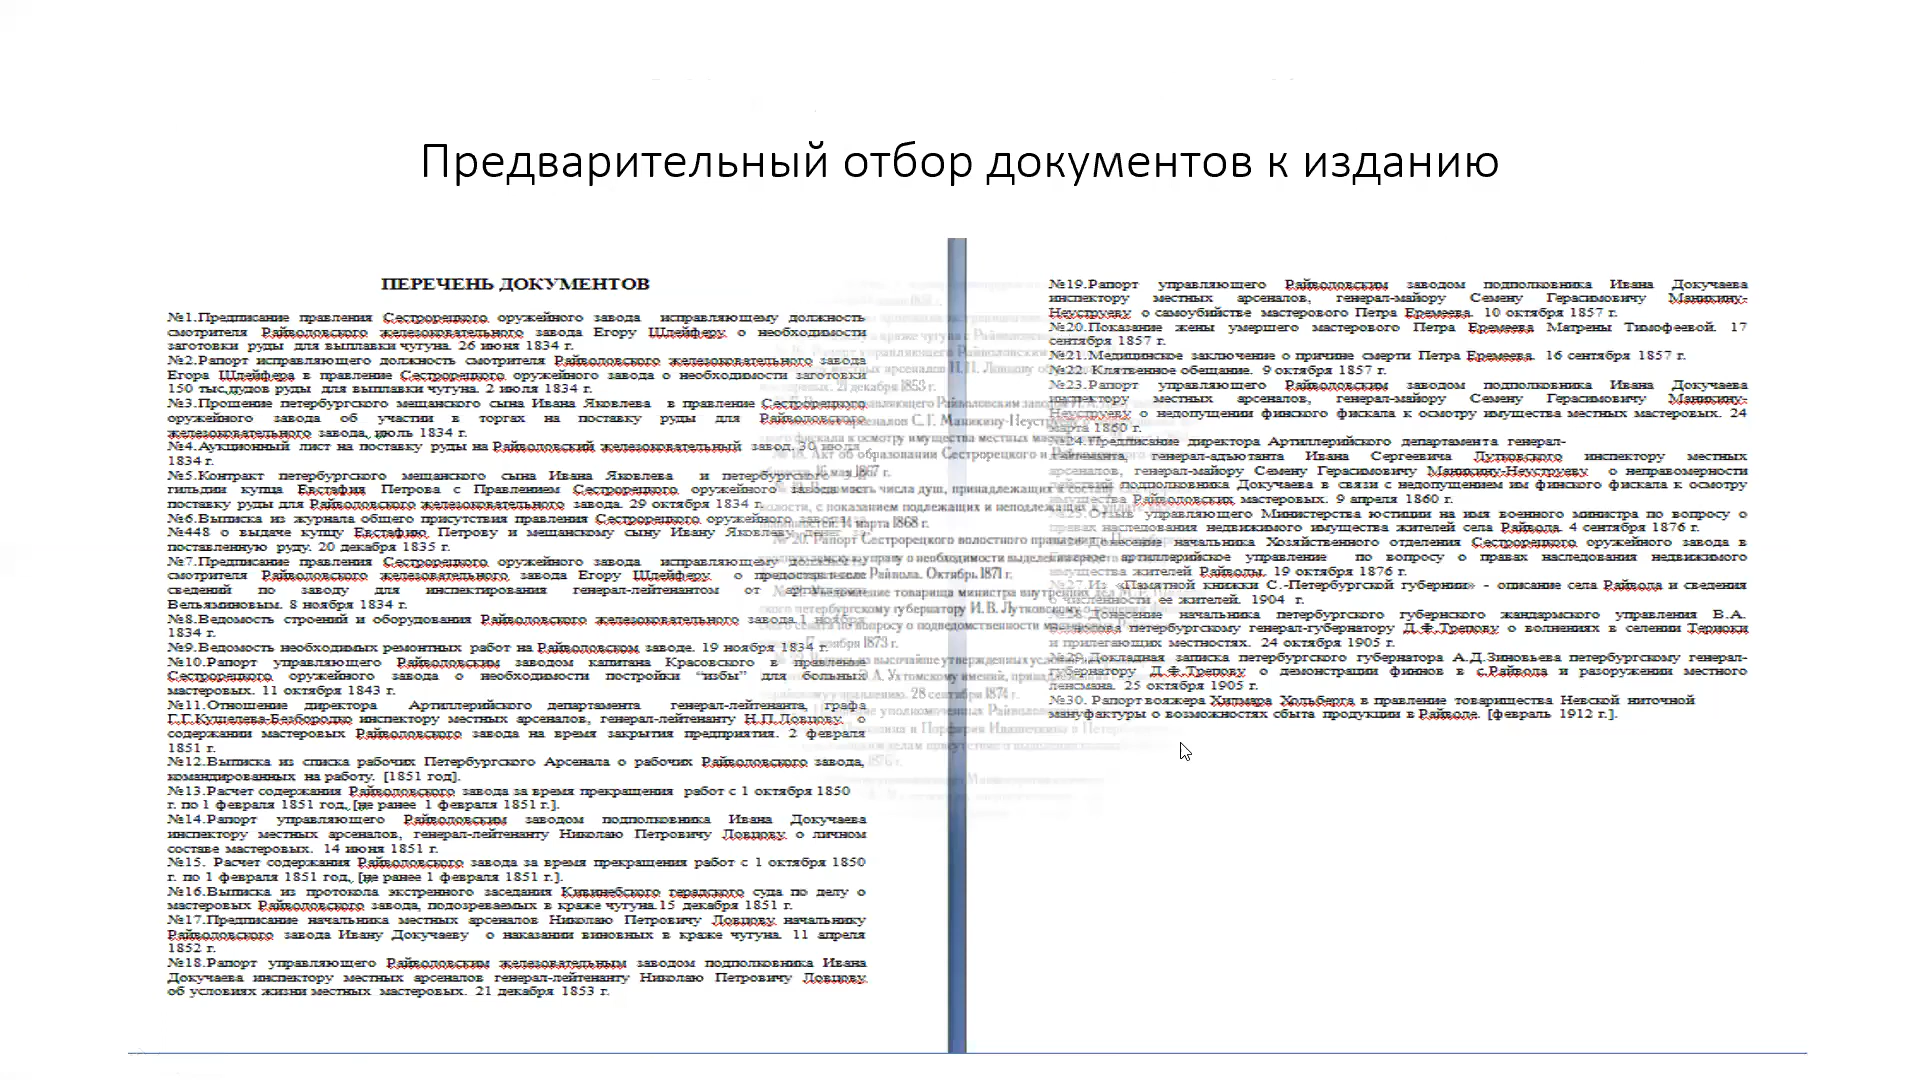 Предварительный отбор документов к изданию
ПЕРЕЧЕНЬ ДОКУМЕНТОВ
№1.Предписание правления Сестрорецкого оружейного завода исправляющему должность
смотрителя Райволовского железоковательного завода Егору Шлейферу о необходимости
заготовки руды для выплавки чугуна. 26 июня 1834 г.
№2.Рапорт исправляющего должность смотрителя Райволовского железоковательного завода
Егора Шлейфера в правление Сестрорецкого оружейного завода о необходимости заготовки
150 тыс.пудов руды для выплавки чугуна. 2 июля 1834 г.
№3.Прошение петербургского мещанского сына Ивана Яковлева в правление Сестрорецкого
оружейного завода об участии в торгах на поставку руды для Райволовского
железоковательного завода, июль 1834 г.
№4.Аукционный лист на поставку руды на Райволовский железоковательный завод. 30 июля
1834 г.
№5.Контракт петербургского мещанского сына Ивана Яковлева и петербургского 3-й
гильдии купца Евстафия Петрова с Правлением Сестрорецкого оружейного завода на
поставку руды для Райволовского железоковательного завода. 29 октября 1834 г.
№6.Выписка из журнала общего присутствия правления Сестрорецкого оружейного завода
№448 о выдаче купцу Евстафию Петрову и мещанскому сыну Ивану Яковлеву денег за
поставленную руду. 20 декабря 1835 г.
№7.Предписание правления Сестрорецкого оружейного завода исправляющему должность
смотрителя Райволовского железоковательного завода Егору Шлейферу о предоставлении
сведений по заводу для инспектирования генерал-лейтенантом от артиллерии
Вельяминовым. 8 ноября 1834 г.
№8.Ведомость строений и оборудования Райволовского железоковательного завода.1 ноября
1834 г.
№9.Ведомость необходимых ремонтных работ на Райволовском заводе. 19 ноября 1834 г.
№10.Рапорт управляющего Райволовским заводом капитана Красовского в правление
Сестрорецкого оружейного завода о необходимости постройки “избы” для больных
мастеровых. 11 октября 1843 г.
№11.Отношение директора Артиллерийского департамента генерал-лейтенанта, графа
Г.Г.Кушелева-Безбородко инспектору местных арсеналов, генерал-лейтенанту Н.П.Ловцову о
содержании мастеровых Райволовского завода на время закрытия предприятия. 2 февраля
1851 г.
№12.Выписка из списка рабочих Петербургского Арсенала о рабочих Райволовского завода,
командированных на работу. [1851 год].
№13.Расчет содержания Райволовского завода за время прекращения работ с 1 октября 1850
г. по 1 февраля 1851 год, [не ранее 1 февраля 1851 г.].
№14.Рапорт управляющего Райволовским заводом подполковника Ивана Докучаева
инспектору местных арсеналов, генерал-лейтенанту Николаю Петровичу Ловцову о личном
составе мастеровых. 14 июня 1851 г.
№15. Расчет содержания Райволовского завода за время прекращения работ с 1 октября 1850
г. по 1 февраля 1851 год, [не ранее 1 февраля 1851 г.].
№16.Выписка из протокола экстренного заседания Кивинебского герадского суда по делу о
мастеровых Райволовского завода, подозреваемых в краже чугуна.15 декабря 1851 г.
№17.Предписание начальника местных арсеналов Николаю Петровичу Ловцову начальнику
Райволовского завода Ивану Докучаеву о наказании виновных в краже чугуна. 11 апреля
1852 г.
№18.Рапорт управляющего Райволовским железоковательным заводом подполковника Ивана
Докучаева инспектору местных арсеналов генерал-лейтенанту Николаю Петровичу Ловцову
об условиях жизни местных мастеровых. 21 декабря 1853 г.
№19.Рапорт управляющего Райволовским заводом подполковника Ивана Докучаева
инспектору местных арсеналов, генерал-майору Семену Герасимовичу Маникину-
Неуструеву о самоубийстве мастерового Петра Еремеева. 10 октября 1857 г.
№20.Показание жены умершего мастерового Петра Еремеева Матрены Тимофеевой. 17
сентября 1857 г.
№21.Медицинское заключение о причине смерти Петра Еремеева. 16 сентября 1857 г.
№22. Клятвенное обещание. 9 октября 1857 г.
№23.Рапорт управляющего Райволовским заводом подполковника Ивана Докучаева
инспектору местных арсеналов, генерал-майору Семену Герасимовичу Маникину-
Неуструеву о недопущении финского фискала к осмотру имущества местных мастеровых. 24
марта 1860 г.
№24.Предписание директора Артиллерийского департамента генерал-
лейтенанта, генерал-адъютанта Ивана Сергеевича Лутковского инспектору местных
арсеналов, генерал-майору Семену Герасимовичу Маникину-Неуструеву о неправомерности
действий подполковника Докучаева в связи с недопущением им финского фискала к осмотру
имущества Райволовских мастеровых. 9 апреля 1860 г.
№25.Отзыв управляющего Министерства юстиции на имя военного министра по вопросу о
правах наследования недвижимого имущества жителей села Райвола. 4 сентября 1876 г.
№26.Донесение начальника Хозяйственного отделения Сестрорецкого оружейного завода в
Главное артиллерийское управление по вопросу о правах наследования недвижимого
имущества жителей Райволы. 19 октября 1876 г.
№27.Из «Памятной книжки С.-Петербургской губернии» - описание села Райвола и сведения
о численности ее жителей. 1904 г.
№28.Донесение начальника петербургского губернского жандармского управления В.А.
петербургскому генерал-губернатору Д.Ф.Трепову о волнениях в селении Териоки
и прилегающих местностях. 24 октября 1905 г.
№29.Докладная записка петербургского губернатора А.Д.Зиновьева петербургскому генерал-
губернатору Д.Ф.Трепову о демонстрации финнов в с.Райвола и разоружении местного
ленсмана. 25 октября 1905 г.
№30. Рапорт вояжера Хильмара Хольберга в правление товарищества Невской ниточной
мануфактуры о возможностях сбыта продукции в Райволе. [февраль 1912 г.].